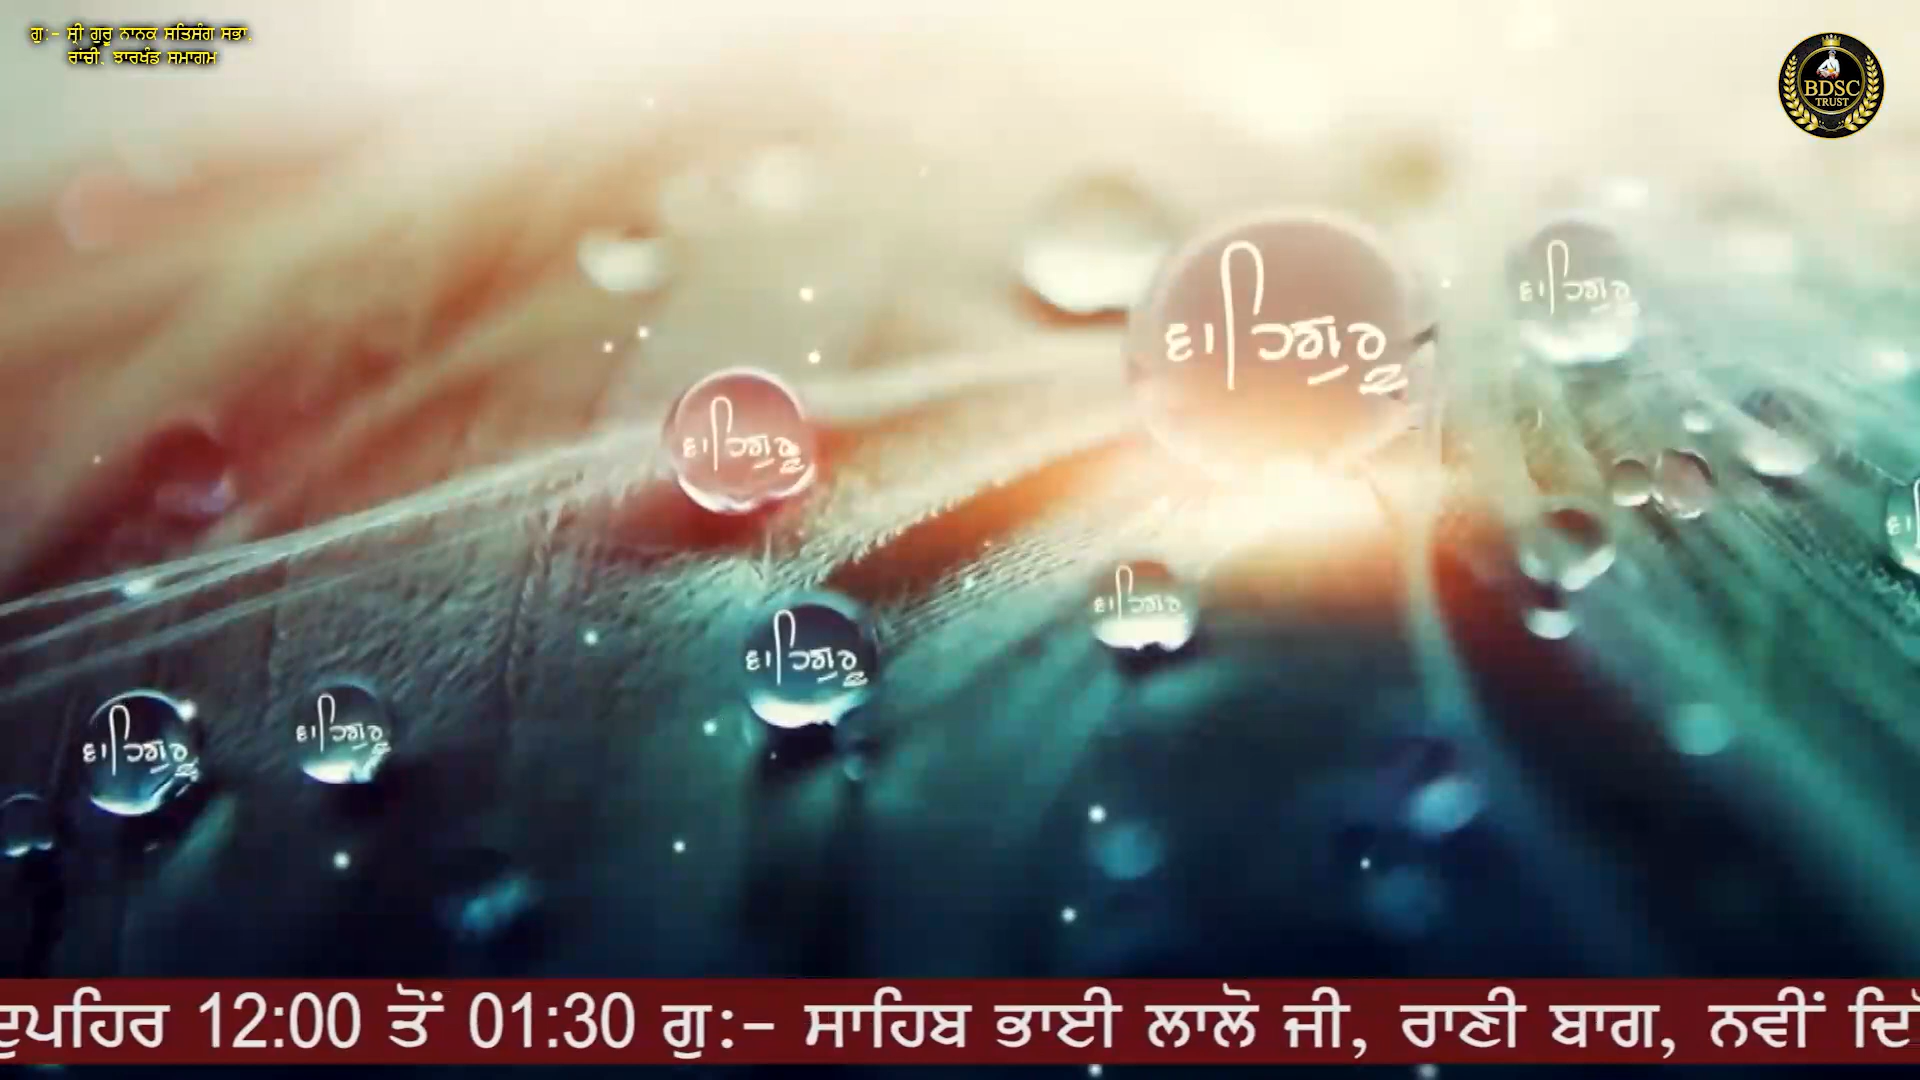 ਗੁ:- ਸ੍ਰੀ ਗੁਰੂ ਨਾਨਕ ਸਤਿਸੰਗ ਸਭਾ,
ਰਾਂਚੀ, ਝਾਰਖੰਡ ਸਮਾਗਮ
BDSC
TRUST
ਵਾਹਿਗੁਰੂ
ਵਾਹਿਗੁਰੂ
ਵਾਹਿਗੁਰੂ
ਵਾਹਿਗੁਰੂ
ਵਾਹਿਗੁਰੂ
ਵਾਹਿਗੁਰੂ
ਵਾਹਿਗੁਰੂ
ਦੁਪਹਿਰ 12:00 ਤੋਂ 01:30 ਗੁ:- ਸਾਹਿਬ ਭਾਈ ਲਾਲੋ ਜੀ, ਰਾਣੀ ਬਾਗ, ਨਵੀਂ